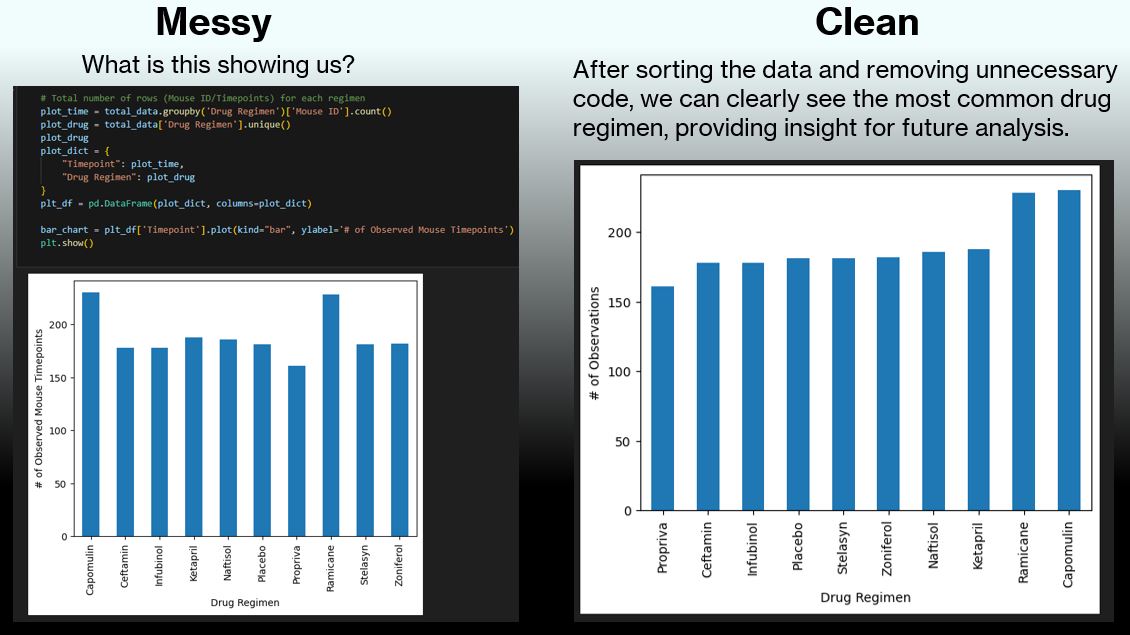 Messy
What is this showing us?
# Total number of rows (Mouse ID/Timepoints) for each regimen
plot_time = total_data.groupby('Drug Regimen')['Mouse ID'].count()
plot_drug = total_data['Drug Regimen'].unique()
plot_drug
plot_dict = {
    "Timepoint": plot_time,
    "Drug Regimen": plot_drug
}
plt_df = pd.DataFrame(plot_dict, columns=plot_dict)
bar_chart = plt_df['Timepoint'].plot(kind="bar", ylabel='# of Observed Mouse Timepoints')
plt.show()
# of Observed Mouse Timepoints
200
150
100
50
0
Capomulin
Ceftamin
Infubinol
Ketapril
Naftisol
Placebo
Propriva
Ramicane
Stelasyn
Zoniferol
Drug Regimen
Clean
After sorting the data and removing unnecessary
code, we can clearly see the most common drug
regimen, providing insight for future analysis.
# of Observations
200
150
100
50
0
Propriva
Ceftamin
Infubinol
Placebo
Stelasyn
Zoniferol
Naftisol
Ketapril
Ramicane
Capomulin
Drug Regimen